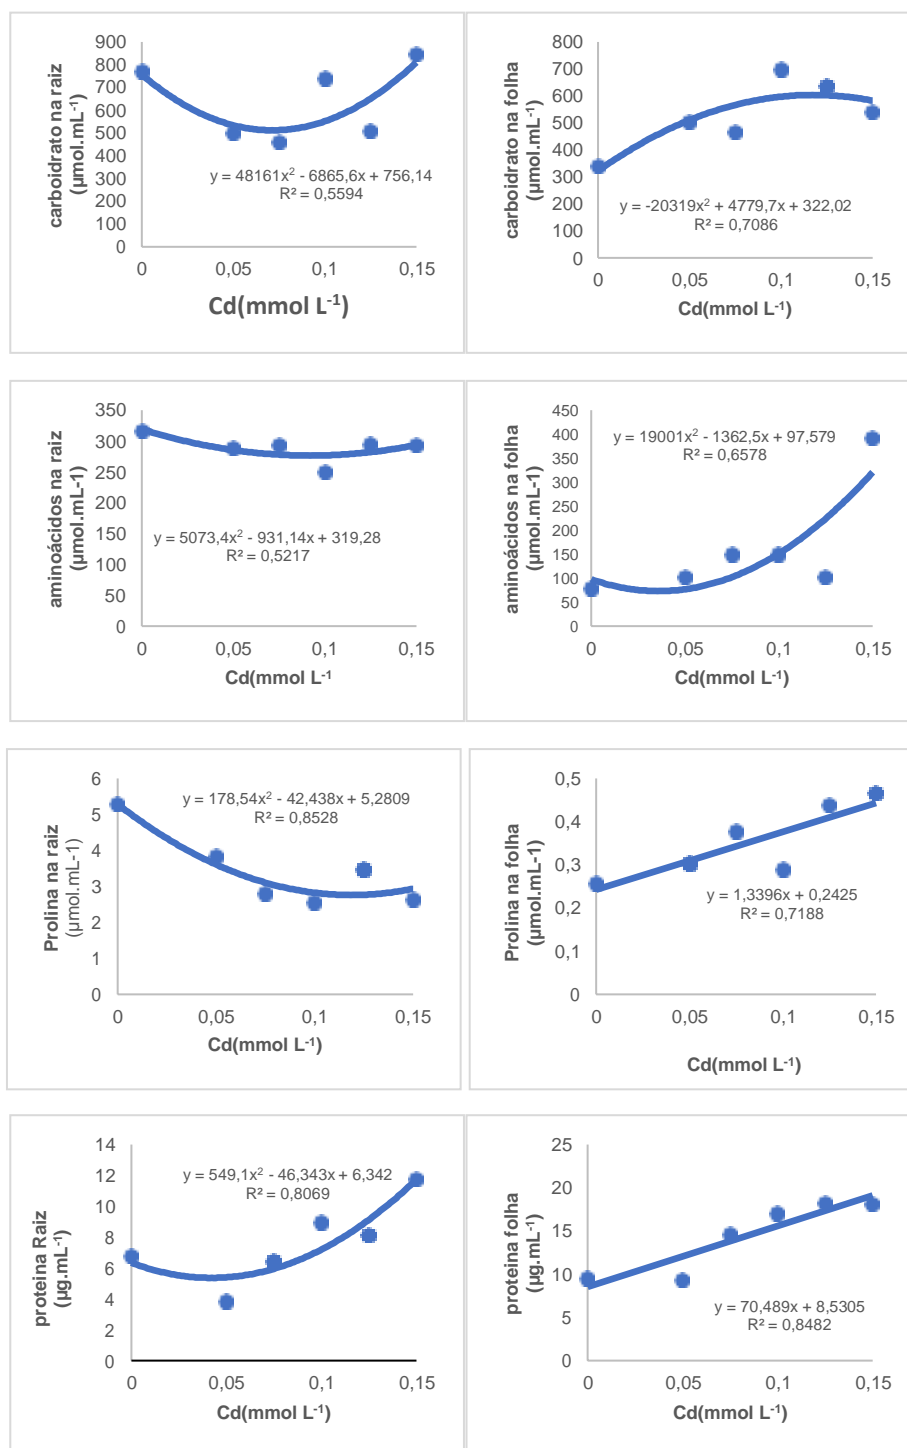 carboidrato na raiz
(µmol.mL⁻¹)
900
800
700
600
500
400
300
200
100
0
y = 48161x² - 6865,6x + 756,14
R² = 0,5594
0 0,05 0,1 0,15
Cd(mmol L⁻¹)
carboidrato na folha
(µmol.mL⁻¹)
800
700
600
500
400
300
200
100
0
y = -20319x² + 4779,7x + 322,02
R² = 0,7086
0 0,05 0,1 0,15
Cd(mmol L⁻¹)
aminoácidos na raiz
(µmol.mL-1)
350
300
250
200
150
100
50
0
y = 5073,4x² - 931,14x + 319,28
R² = 0,5217
0 0,05 0,1 0,15
Cd(mmol L⁻¹
aminoácidos na folha
(µmol.mL-1)
450
400
350
300
250
200
150
100
50
0
y = 19001x² - 1362,5x + 97,579
R² = 0,6578
0 0,05 0,1 0,15
Cd(mmol L⁻¹)
Prolina na raiz
(µmol.mL-1)
6
5
4
3
2
1
0
y = 178,54x² - 42,438x + 5,2809
R² = 0,8528
0 0,05 0,1 0,15
Cd(mmol L⁻¹)
Prolina na folha
(µmol.mL-1)
0,5
0,4
0,3
0,2
0,1
0
y = 1,3396x + 0,2425
R² = 0,7188
0 0,05 0,1 0,15
Cd(mmol L⁻¹)
proteina Raiz
(µg.mL⁻¹)
14
12
10
8
6
4
2
0
y = 549,1x² - 46,343x + 6,342
R² = 0,8069
0 0,05 0,1 0,15
Cd(mmol L⁻¹)
proteina folha
(µg.mL⁻¹)
25
20
15
10
5
0
y = 70,489x + 8,5305
R² = 0,8482
0 0,05 0,1 0,15
Cd(mmol L⁻¹)